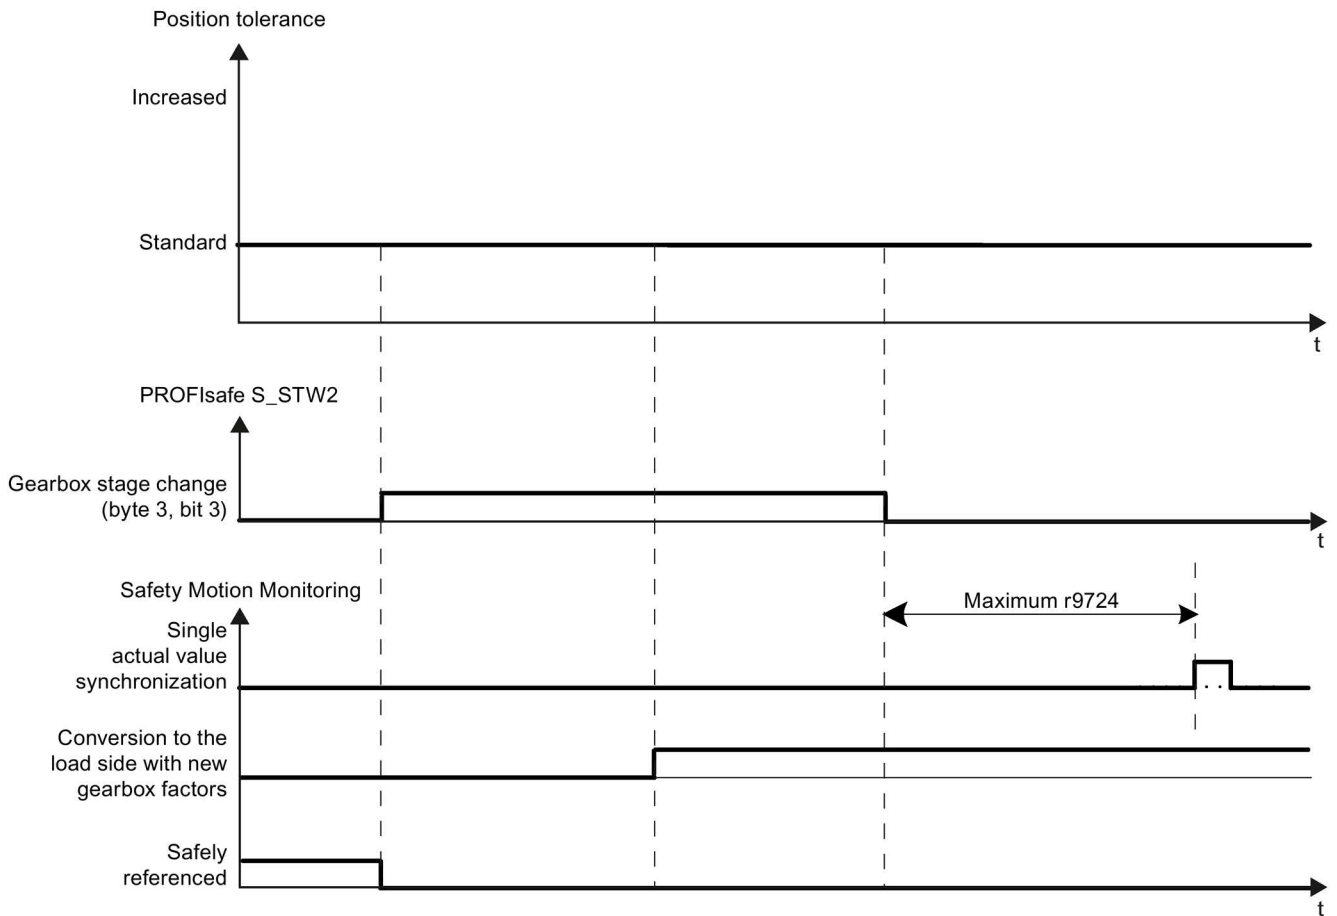 Position tolerance
Increased
Standard
t
PROFIsafe S_STW2
Gearbox stage change
(byte 3, bit 3)
t
Safety Motion Monitoring
Maximum r9724
Single
actual value
synchronization
Conversion to the
load side with new
gearbox factors
Safely
referenced
t